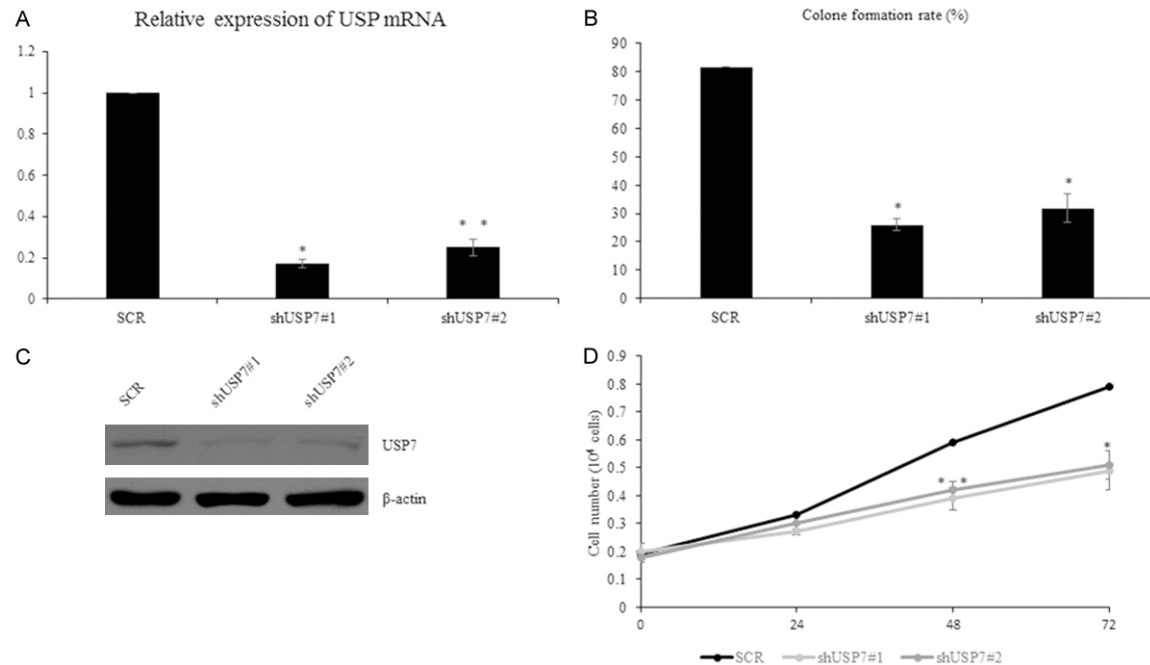 A
Relative expression of USP mRNA
1.2
1
0.8
0.6
0.4
0.2
0
*
* *
SCR
shUSP7#1
shUSP7#2
B
Colone formation rate (%)
90
80
70
60
50
40
30
20
10
0
*
*
SCR
shUSP7#1
shUSP7#2
C
SCR
shUSP7#1
shUSP7#2
USP7
β-actin
D
Cell number (10⁴ cells)
0.9
0.8
0.7
0.6
0.5
0.4
0.3
0.2
0.1
0
* *
*
0
24
48
72
SCR
shUSP7#1
shUSP7#2